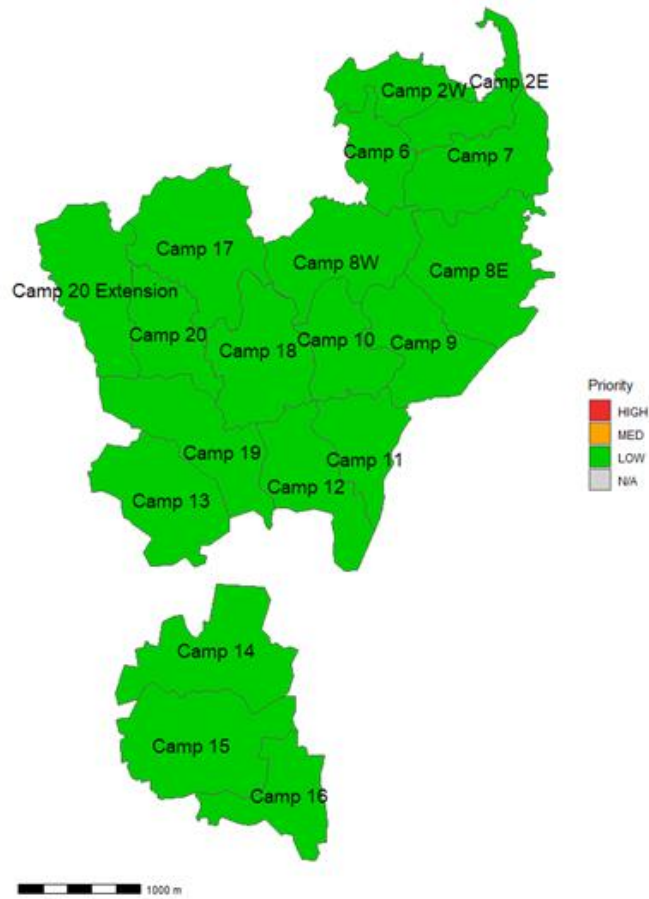 Camp 2E
Camp 2W
Camp 6
Camp 7
Camp 17
Camp 8W
Camp 8E
Camp 20 Extension
Camp 20
Camp 18
Camp 10
Camp 9
Camp 19
Camp 11
Camp 12
Camp 13
Camp 14
Camp 15
Camp 16
Priority
HIGH
MED
LOW
N/A
1000 m